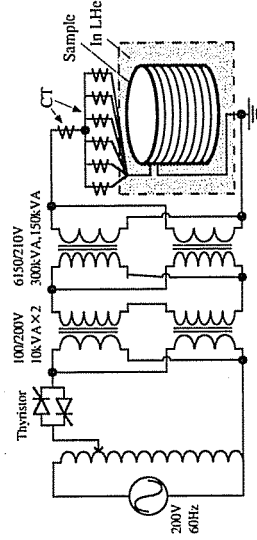 200V
60Hz
Thyristor
100/200V
10kVA×2
6150/210V
300kVA,150kVA
CT
Sample
In LHe